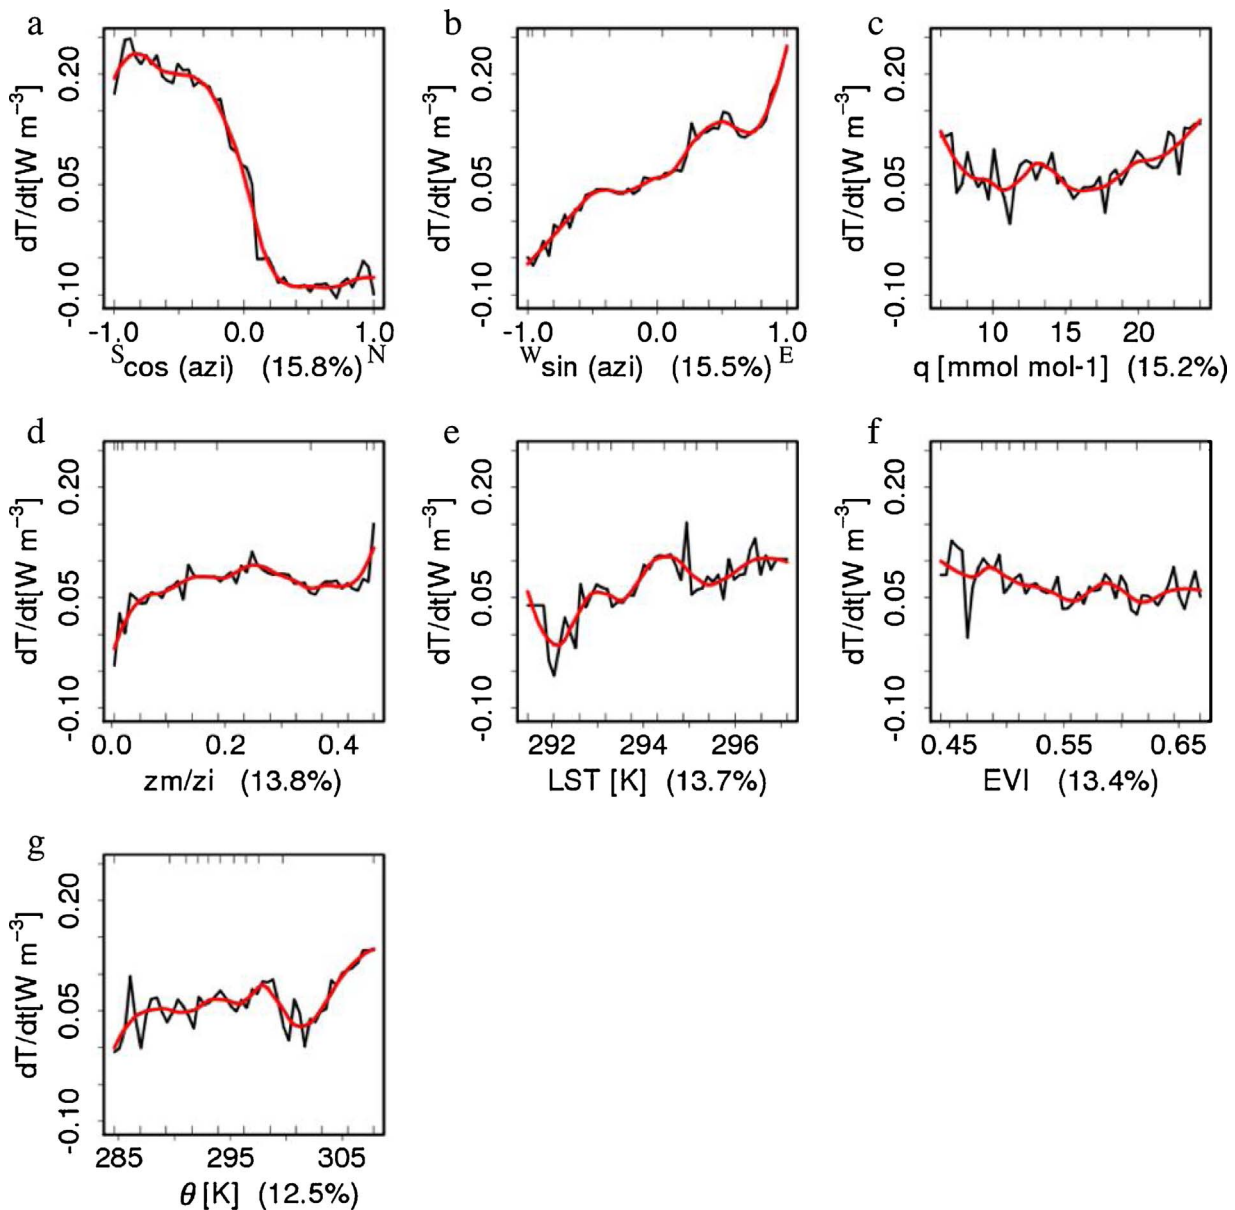 a
dT/dt[W m−3]
0.20
0.05
-0.10
-1.0 0.0 1.0
S cos (azi) (15.8%) N
b
dT/dt[W m−3]
0.20
0.05
-0.10
-1.0 0.0 1.0
W sin (azi) (15.5%) E
c
dT/dt[W m−3]
0.20
0.05
-0.10
10 15 20
q [mmol mol-1] (15.2%)
d
dT/dt[W m−3]
0.20
0.05
-0.10
0.0 0.2 0.4
zm/zi (13.8%)
e
dT/dt[W m−3]
0.20
0.05
-0.10
292 294 296
LST [K] (13.7%)
f
dT/dt[W m−3]
0.20
0.05
-0.10
0.45 0.55 0.65
EVI (13.4%)
g
dT/dt[W m−3]
0.20
0.05
-0.10
285 295 305
θ [K] (12.5%)